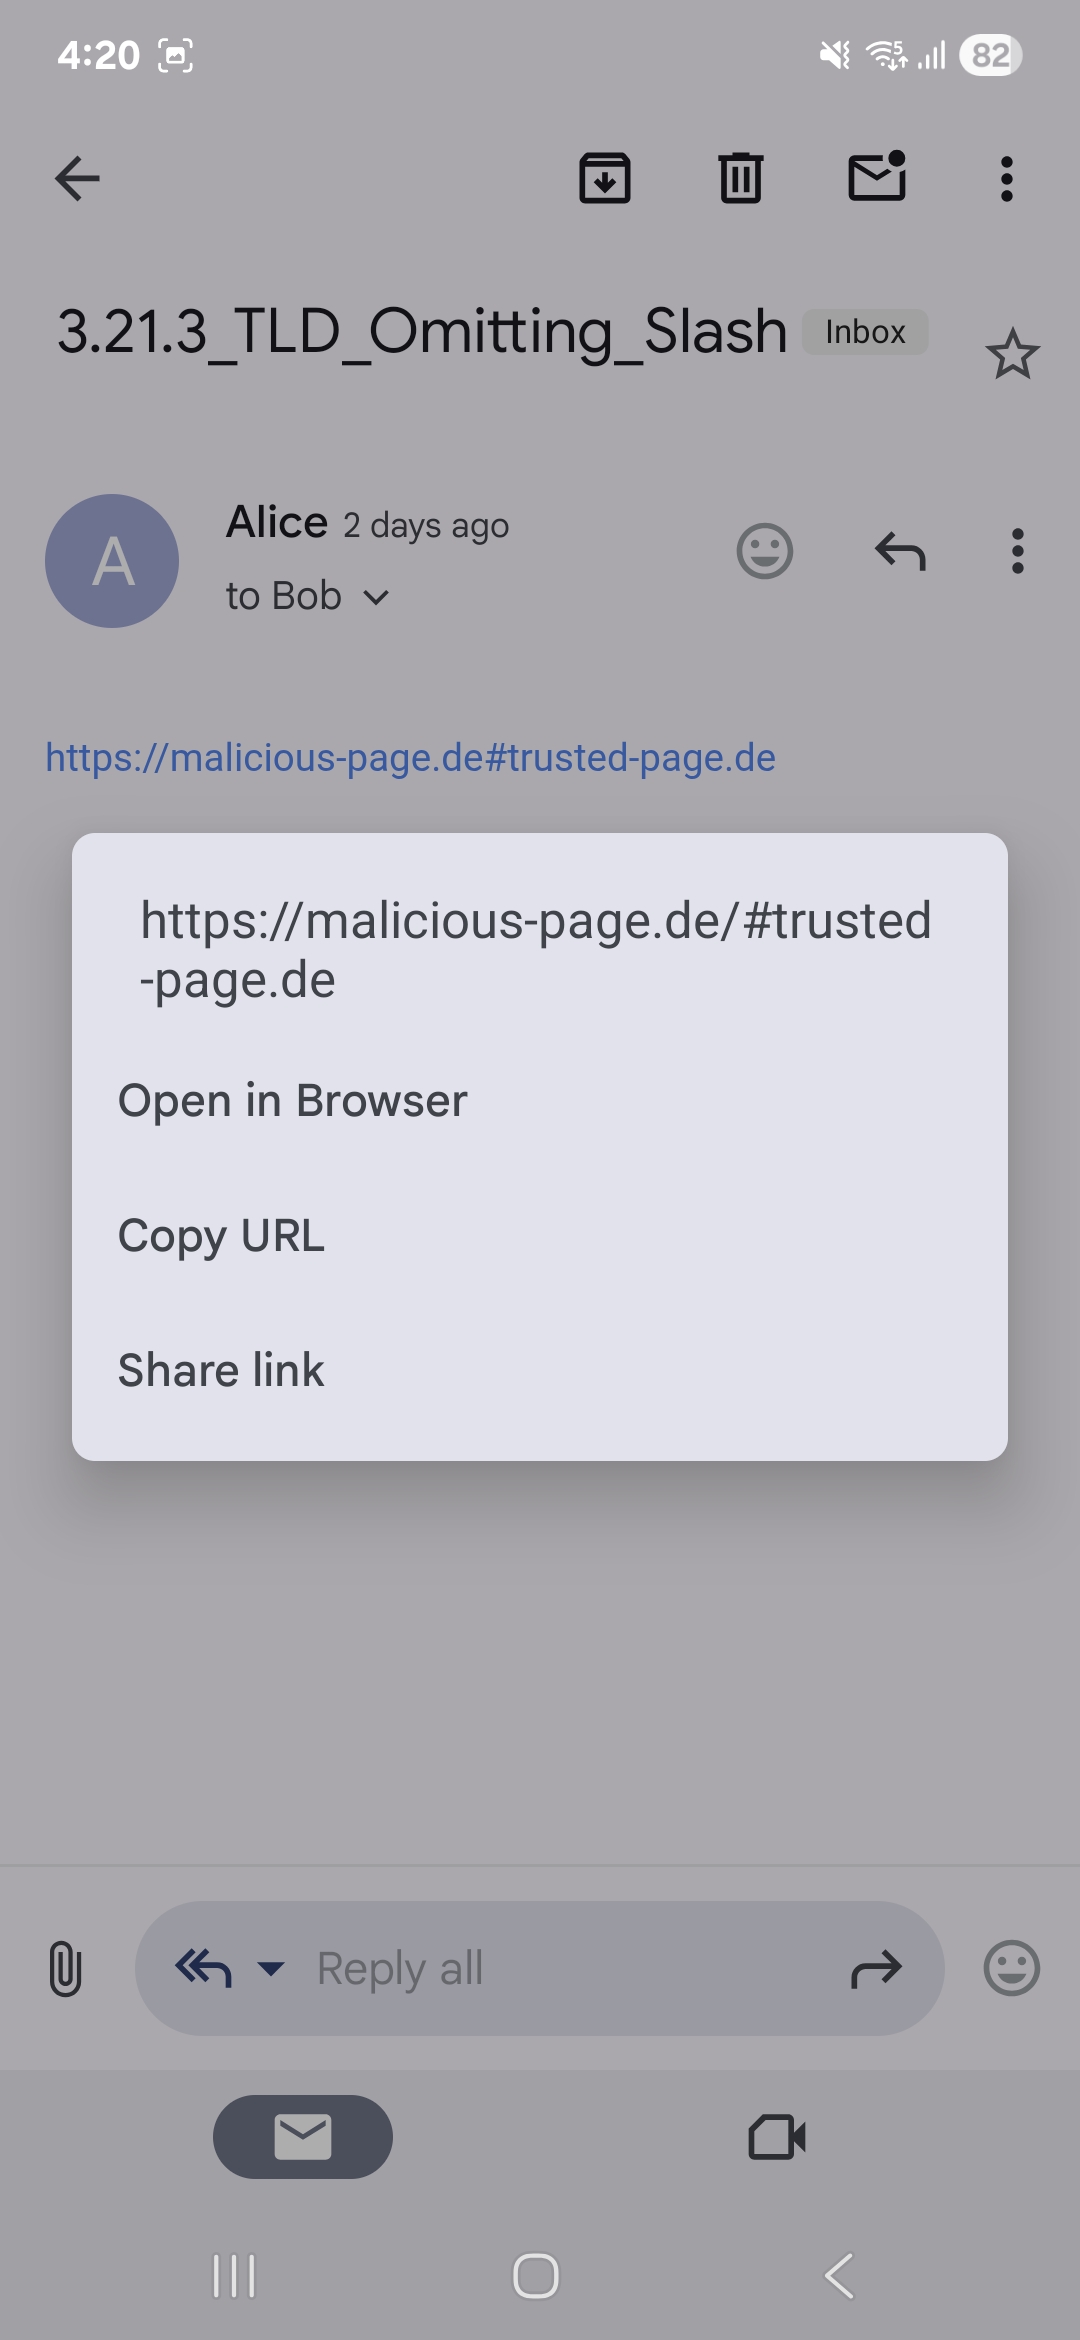 4:20
5
82
3.21.3_TLD_Omitting_Slash Inbox
A
Alice 2 days ago
to Bob
https://malicious-page.de#trusted-page.de
https://malicious-page.de/#trusted
-page.de
Open in Browser
Copy URL
Share link
Reply all